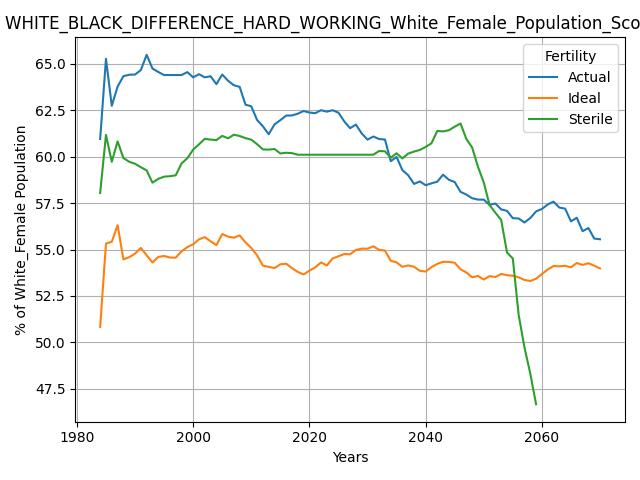 WHITE_BLACK_DIFFERENCE_HARD_WORKING_White_Female_Population_Sco
Fertility
Actual
Ideal
Sterile
65.0
62.5
60.0
57.5
55.0
52.5
50.0
47.5
% of White_Female Population
1980
2000
2020
2040
2060
Years